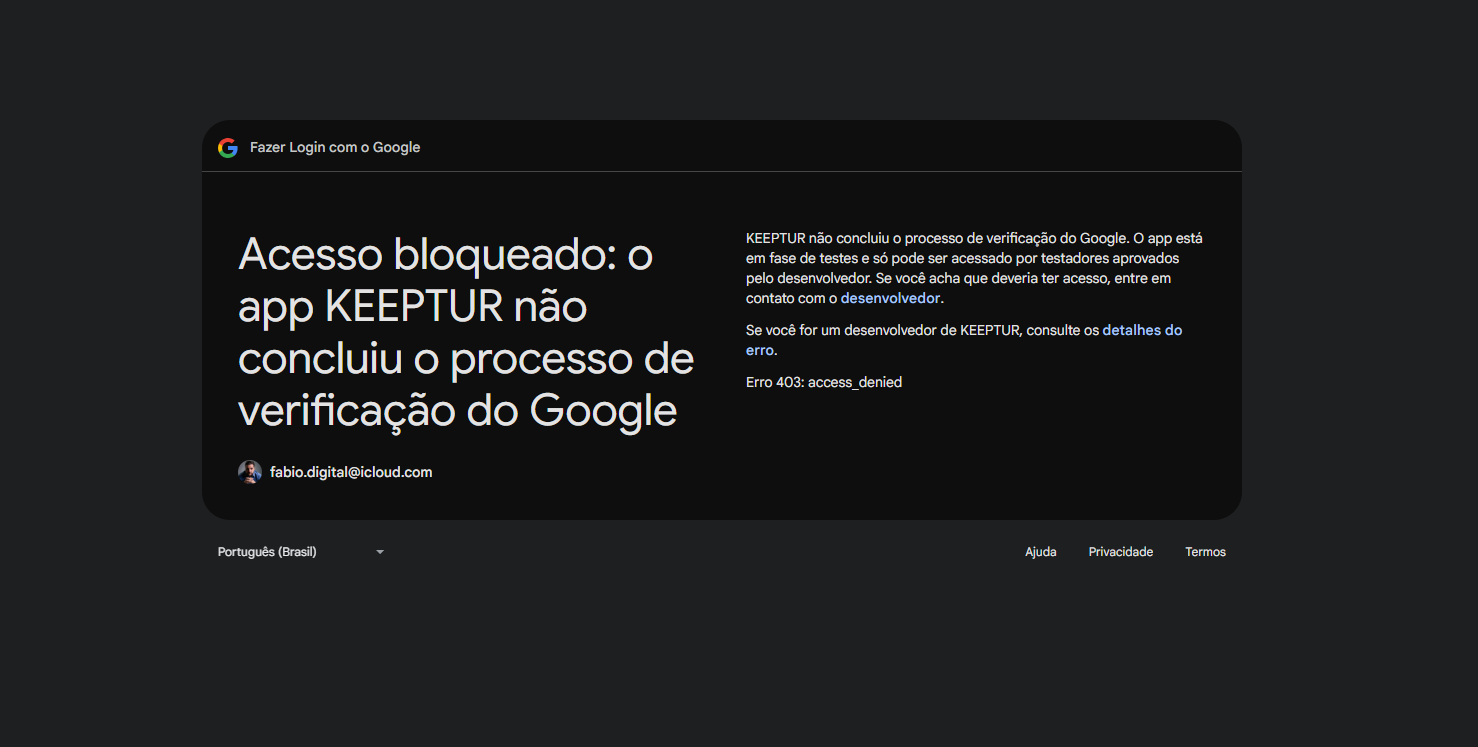 Fazer Login com o Google
Acesso bloqueado: o
app KEEPTUR não
concluiu o processo de
verificação do Google
fabio.digital@icloud.com
KEEPTUR não concluiu o processo de verificação do Google. O app está
em fase de testes e só pode ser acessado por testadores aprovados
pelo desenvolvedor. Se você acha que deveria ter acesso, entre em
contato com o desenvolvedor.
Se você for um desenvolvedor de KEEPTUR, consulte os detalhes do
erro.
Erro 403: access_denied
Português (Brasil)
Ajuda
Privacidade
Termos